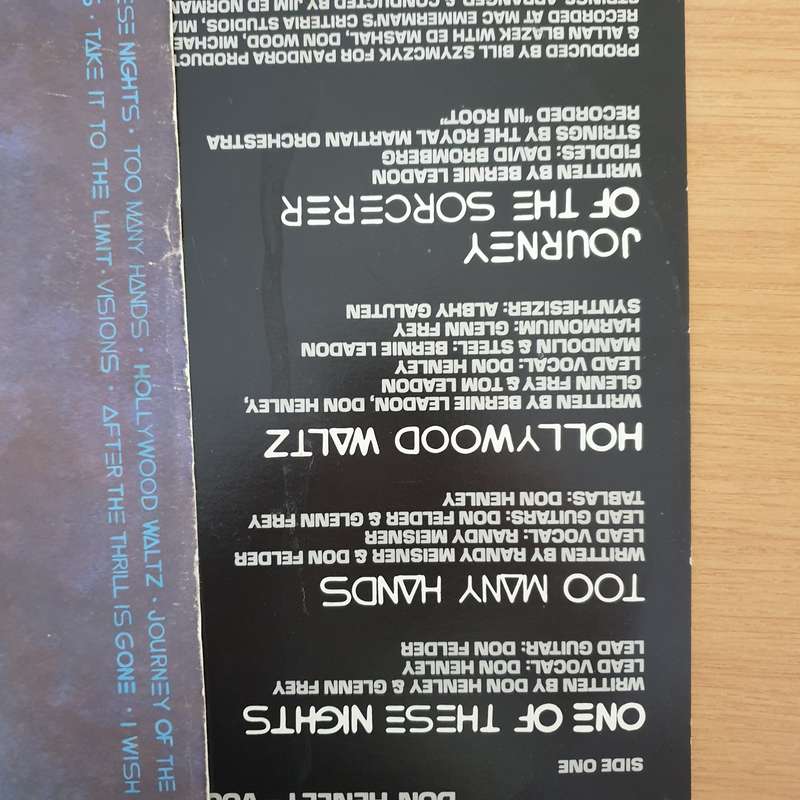 DON HENLEY
SIDE ONE
ONE OF THESE NIGHTS
WRITTEN BY DON HENLEY & GLENN FREY
LEAD VOCAL: DON HENLEY
LEAD GUITAR: DON FELDER
TOO MANY HANDS
WRITTEN BY RANDY MEISNER & DON FELDER
LEAD VOCAL: RANDY MEISNER
LEAD GUITARS: DON FELDER & GLENN FREY
TABLAS: DON HENLEY
HOLLYWOOD WALTZ
WRITTEN BY BERNIE LEADON, DON HENLEY,
GLENN FREY & TOM LEADON
LEAD VOCAL: DON HENLEY
MANDOLIN & STEEL: BERNIE LEADON
HARMONIUM: GLENN FREY
SYNTHESIZER: ALBHY GALUTEN
JOURNEY
OF THE SORCERER
WRITTEN BY BERNIE LEADON
FIDDLES: DAVID BROMBERG
STRINGS BY THE ROYAL MARTIAN ORCHESTRA
RECORDED "IN ROOT"
PRODUCED BY BILL SZYMCZYK FOR PANDORA PRODUCT
& ALLAN BLAZEK WITH ED MASHAL, DON WOOD, MICHAE
RECORDED AT MAC EMMERMAN'S CRITERIA STUDIOS, MIA
STRINGS ARRANGED & CONDUCTED BY JIM ED NORMAN
ESE NIGHTS · TOO MANY HANDS · HOLLYWOOD WALTZ · JOURNEY OF THE
S · TAKE IT TO THE LIMIT · VISIONS · AFTER THE THRILL IS GONE · I WISH